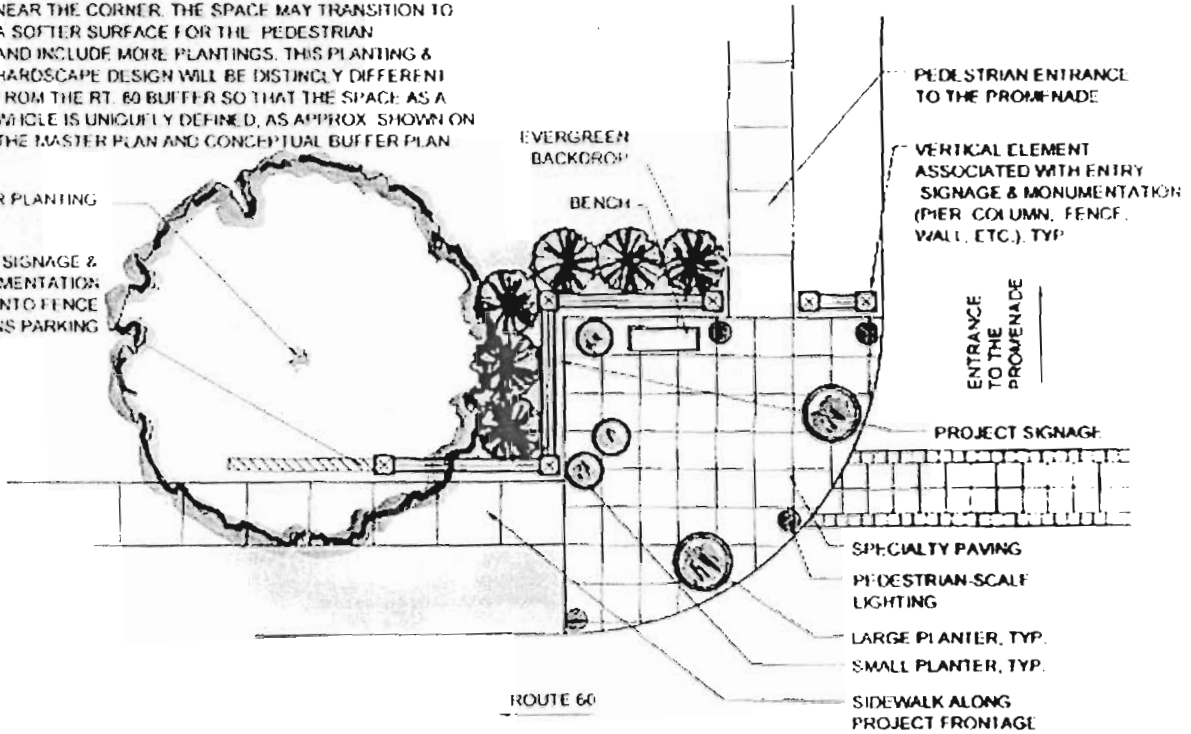 NEAR THE CORNER. THE SPACE MAY TRANSITION TO
A SOFTER SURFACE FOR THE PEDESTRIAN
AND INCLUDE MORE PLANTINGS. THIS PLANTING &
HARDSCAPE DESIGN WILL BE DISTINCLY DIFFERENT
ROM THE RT. 60 BUFFER SO THAT THE SPACE AS A
WHOLE IS UNIQUELY DEFINED, AS APPROX SHOWN ON
THE MASTER PLAN AND CONCEPTUAL BUFFER PLAN
R PLANTING
SIGNAGE &
MENTATION
NTO FENCE
NS PARKING
EVERGREEN
BACKDROP
BENCH
PEDESTRIAN ENTRANCE
TO THE PROMENADE
VERTICAL ELEMENT
ASSOCIATED WITH ENTRY
SIGNAGE & MONUMENTATION
(PIER COLUMN, FENCE,
WALL, ETC.), TYP
ENTRANCE
TO THE
PROMENADE
PROJECT SIGNAGE
SPECIALTY PAVING
PEDESTRIAN-SCALE
LIGHTING
LARGE PLANTER, TYP.
SMALL PLANTER, TYP.
SIDEWALK ALONG
PROJECT FRONTAGE
ROUTE 60